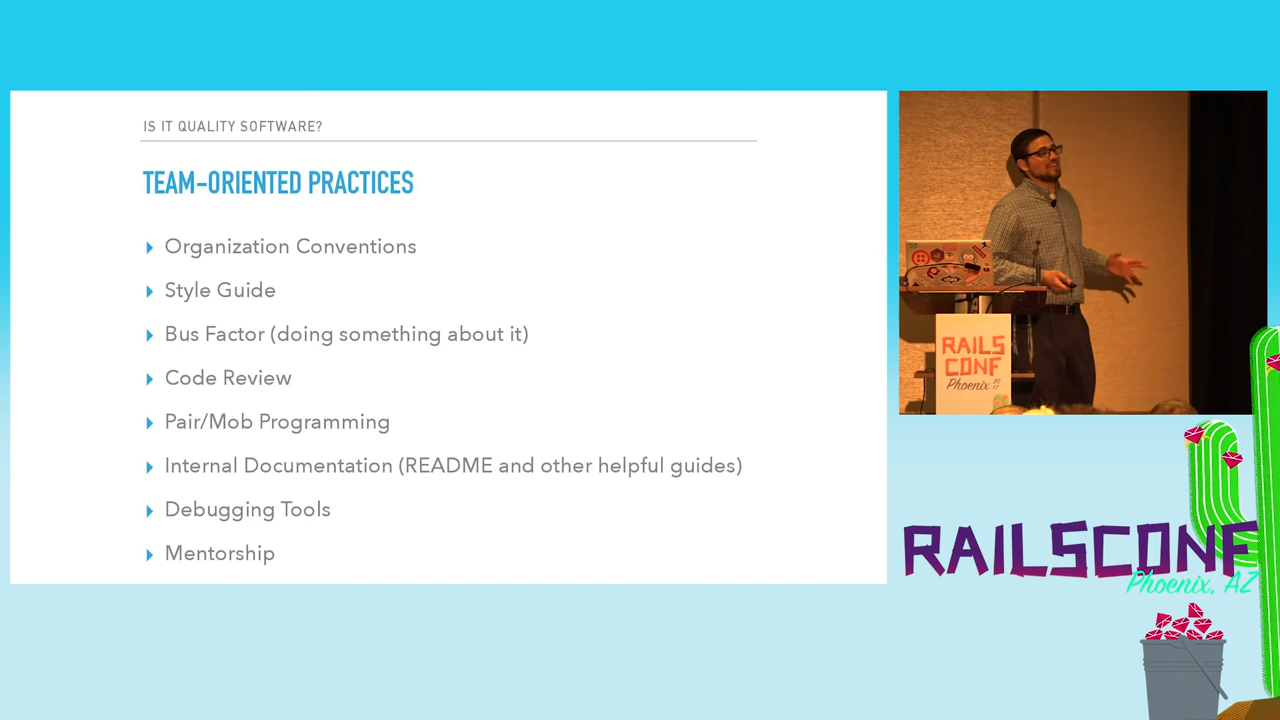 IS IT QUALITY SOFTWARE?
TEAM-ORIENTED PRACTICES
Organization Conventions
Style Guide
Bus Factor (doing something about it)
Code Review
Pair/Mob Programming
Internal Documentation (README and other helpful guides)
Debugging Tools
Mentorship
RAILS
CONF
Phoenix 2017
RAILSCONF
Phoenix, AZ